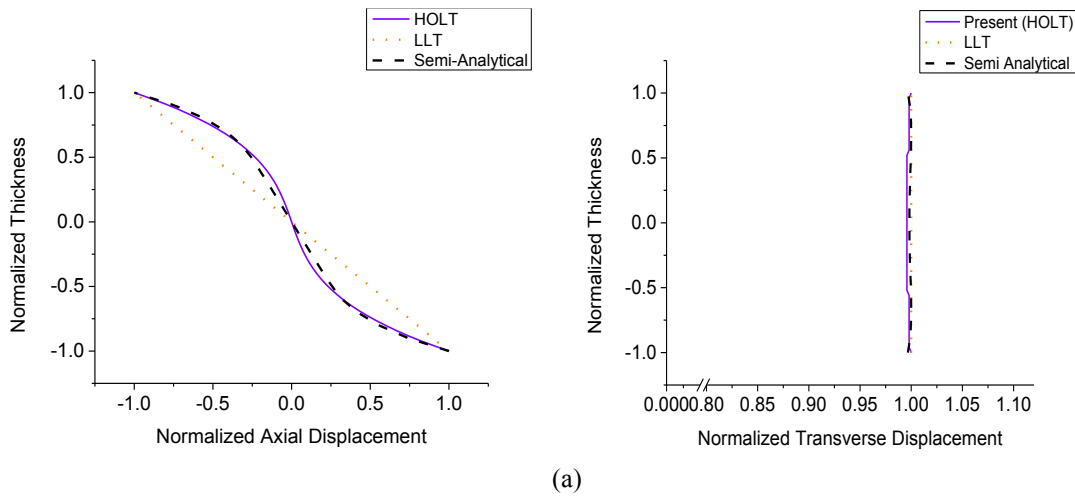 HOLT
LLT
Semi-Analytical
1.0
0.5
0.0
-0.5
-1.0
Normalized Thickness
-1.0 -0.5 0.0 0.5 1.0
Normalized Axial Displacement
Present (HOLT)
LLT
Semi Analytical
1.0
0.5
0.0
-0.5
-1.0
Normalized Thickness
0.000 0.80 0.85 0.90 0.95 1.00 1.05 1.10
Normalized Transverse Displacement
(a)